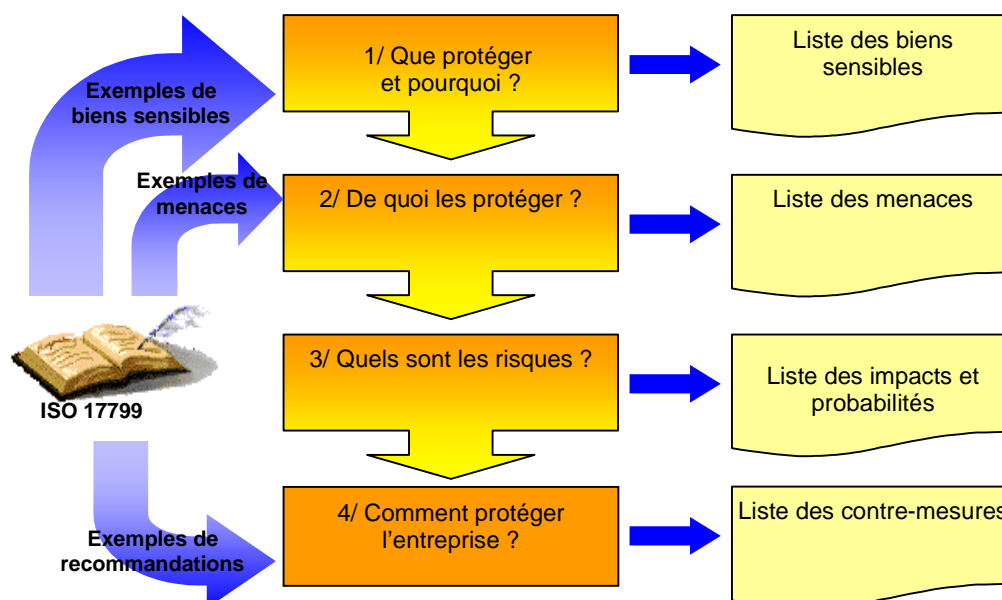 1/ Que protéger
et pourquoi ?
Liste des biens
sensibles
Exemples de
biens sensibles
Exemples de
menaces
2/ De quoi les protéger ?
Liste des menaces
3/ Quels sont les risques ?
Liste des impacts et
probabilités
ISO 17799
4/ Comment protéger
l'entreprise ?
Liste des contre-mesures
Exemples de
recommandations